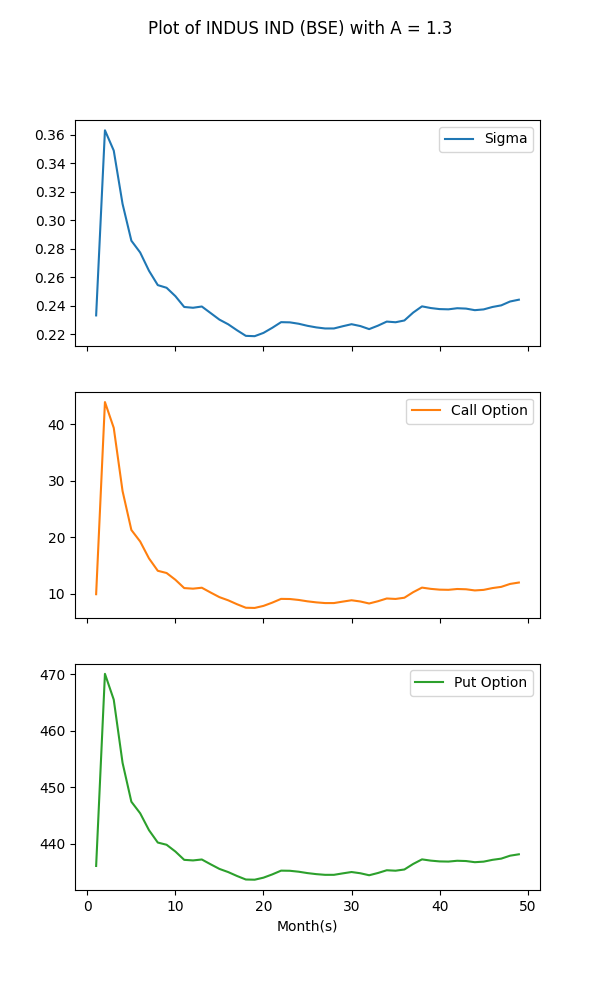 Plot of INDUS IND (BSE) with A = 1.3
Sigma
0.36
0.34
0.32
0.30
0.28
0.26
0.24
0.22
Call Option
40
30
20
10
Put Option
470
460
450
440
0 10 20 30 40 50
Month(s)